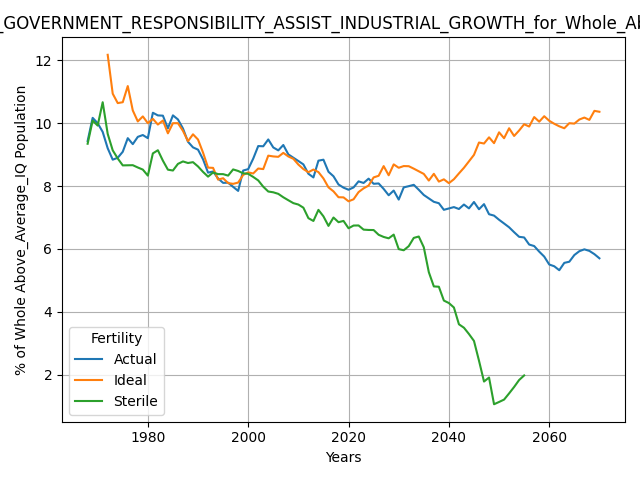 _GOVERNMENT_RESPONSIBILITY_ASSIST_INDUSTRIAL_GROWTH_for_Whole_Ab
% of Whole Above_Average_IQ Population
12
10
8
6
4
2
Fertility
Actual
Ideal
Sterile
1980
2000
2020
2040
2060
Years